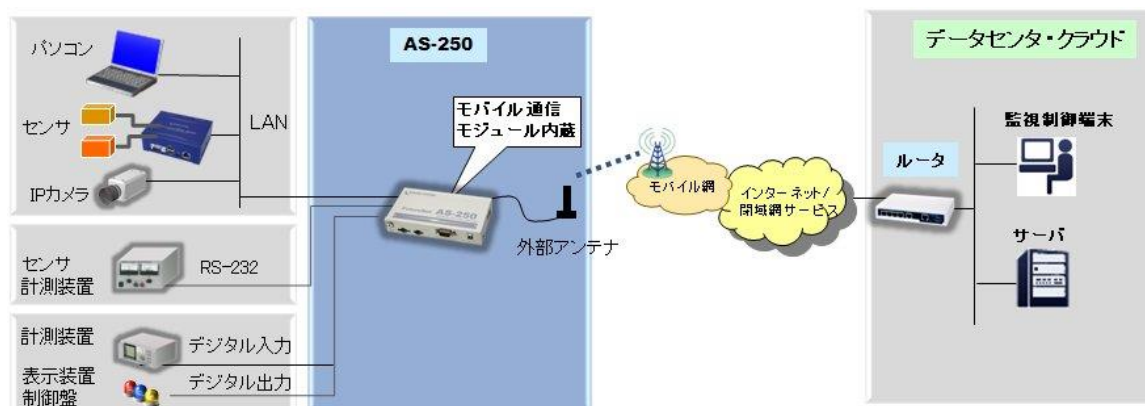 パソコン
センサ
LAN
IPカメラ
センサ
計測装置
RS-232
計測装置
デジタル入力
表示装置
制御盤
デジタル出力
AS-250
モバイル通信
モジュール内蔵
AS-250
外部アンテナ
モバイル網
インターネット/
閉域網サービス
データセンタ・クラウド
ルータ
監視制御端末
サーバ